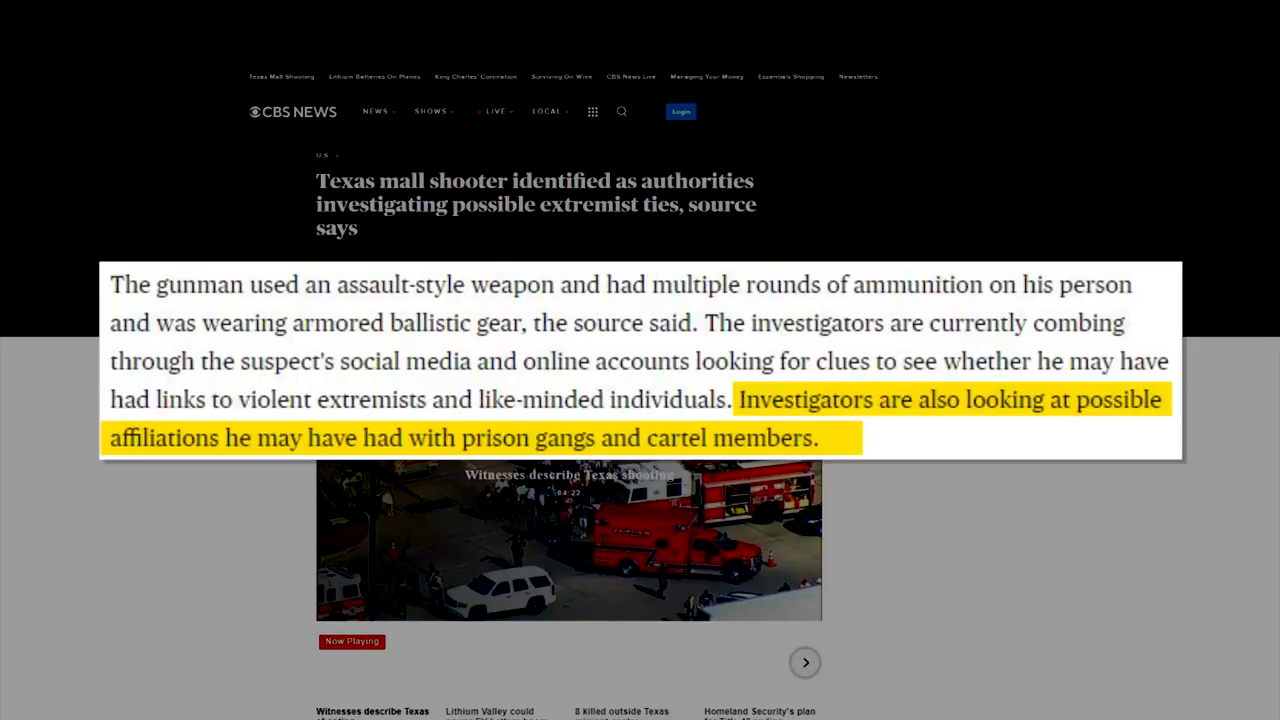 Texas Mall Shooting Lithium Batteries On Planes King Charles' Coronation Surviving On Wine CBS News Live Managing Your Money Essentials Shopping Newsletters
CBS NEWS NEWS SHOWS LIVE LOCAL Login
U.S. ›
Texas mall shooter identified as authorities
investigating possible extremist ties, source
says
The gunman used an assault-style weapon and had multiple rounds of ammunition on his person
and was wearing armored ballistic gear, the source said. The investigators are currently combing
through the suspect's social media and online accounts looking for clues to see whether he may have
had links to violent extremists and like-minded individuals. Investigators are also looking at possible
affiliations he may have had with prison gangs and cartel members.
Witnesses describe Texas shooting
04:22
Now Playing
Witnesses describe Texas Lithium Valley could 8 killed outside Texas Homeland Security's plan